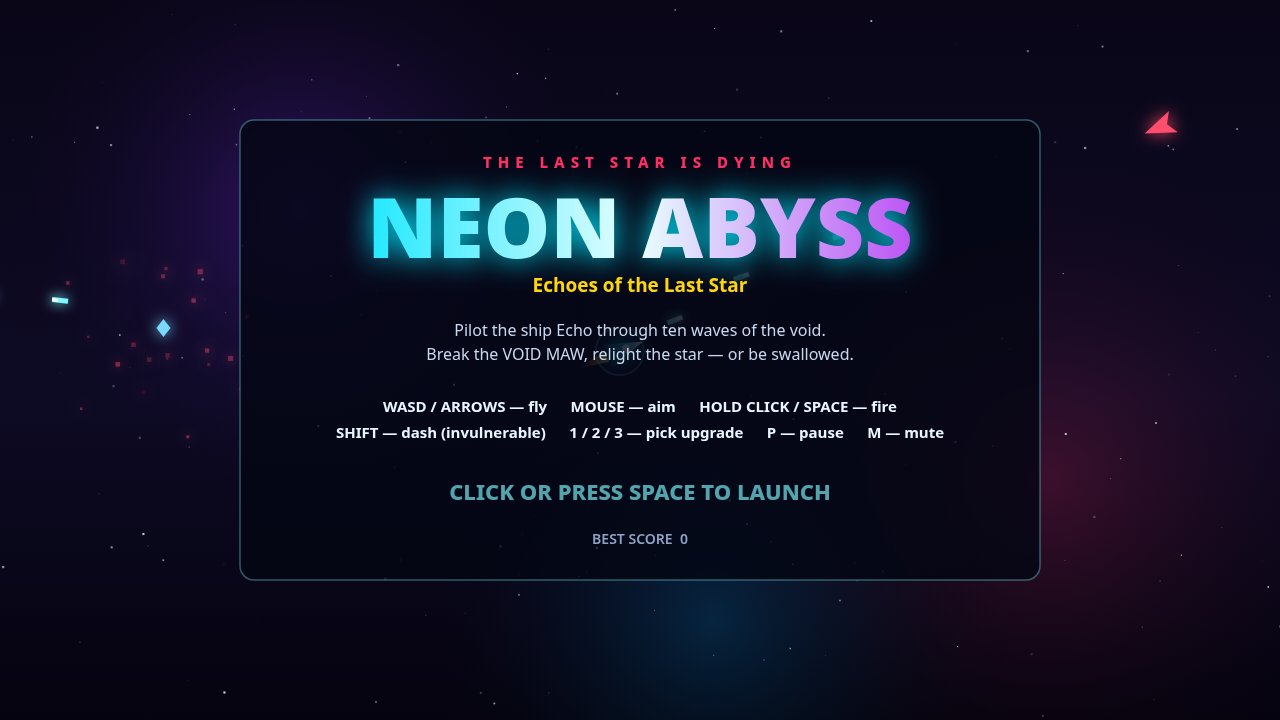 THE LAST STAR IS DYING
NEON ABYSS
Echoes of the Last Star
Pilot the ship Echo through ten waves of the void.
Break the VOID MAW, relight the star — or be swallowed.
WASD / ARROWS — fly MOUSE — aim HOLD CLICK / SPACE — fire
SHIFT — dash (invulnerable) 1 / 2 / 3 — pick upgrade P — pause M — mute
CLICK OR PRESS SPACE TO LAUNCH
BEST SCORE 0